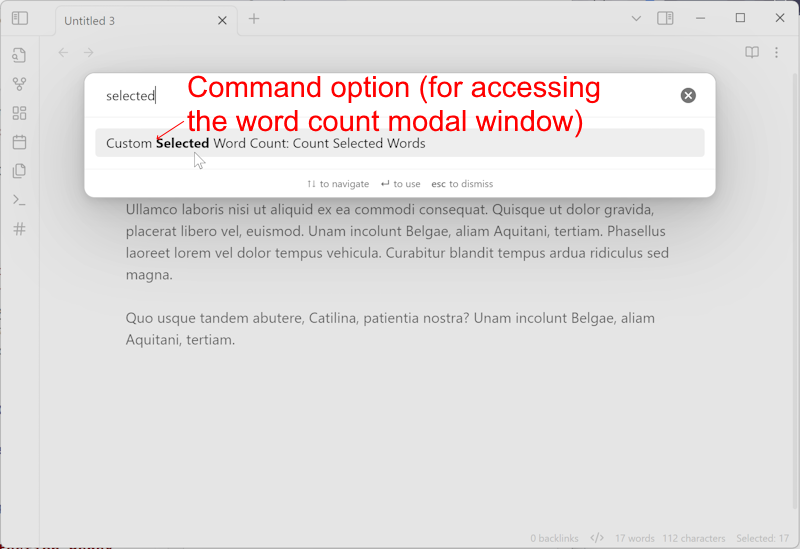 Untitled 3
selected
Command option (for accessing
the word count modal window)
Custom Selected Word Count: Count Selected Words
↑↓ to navigate ↵ to use esc to dismiss
Ullamco laboris nisi ut aliquid ex ea commodi consequat. Quisque ut dolor gravida,
placerat libero vel, euismod. Unam incolunt Belgae, aliam Aquitani, tertiam. Phasellus
laoreet lorem vel dolor tempus vehicula. Curabitur blandit tempus ardua ridiculus sed
magna.
Quo usque tandem abutere, Catilina, patientia nostra? Unam incolunt Belgae, aliam
Aquitani, tertiam.
0 backlinks </> 17 words 112 characters Selected: 17